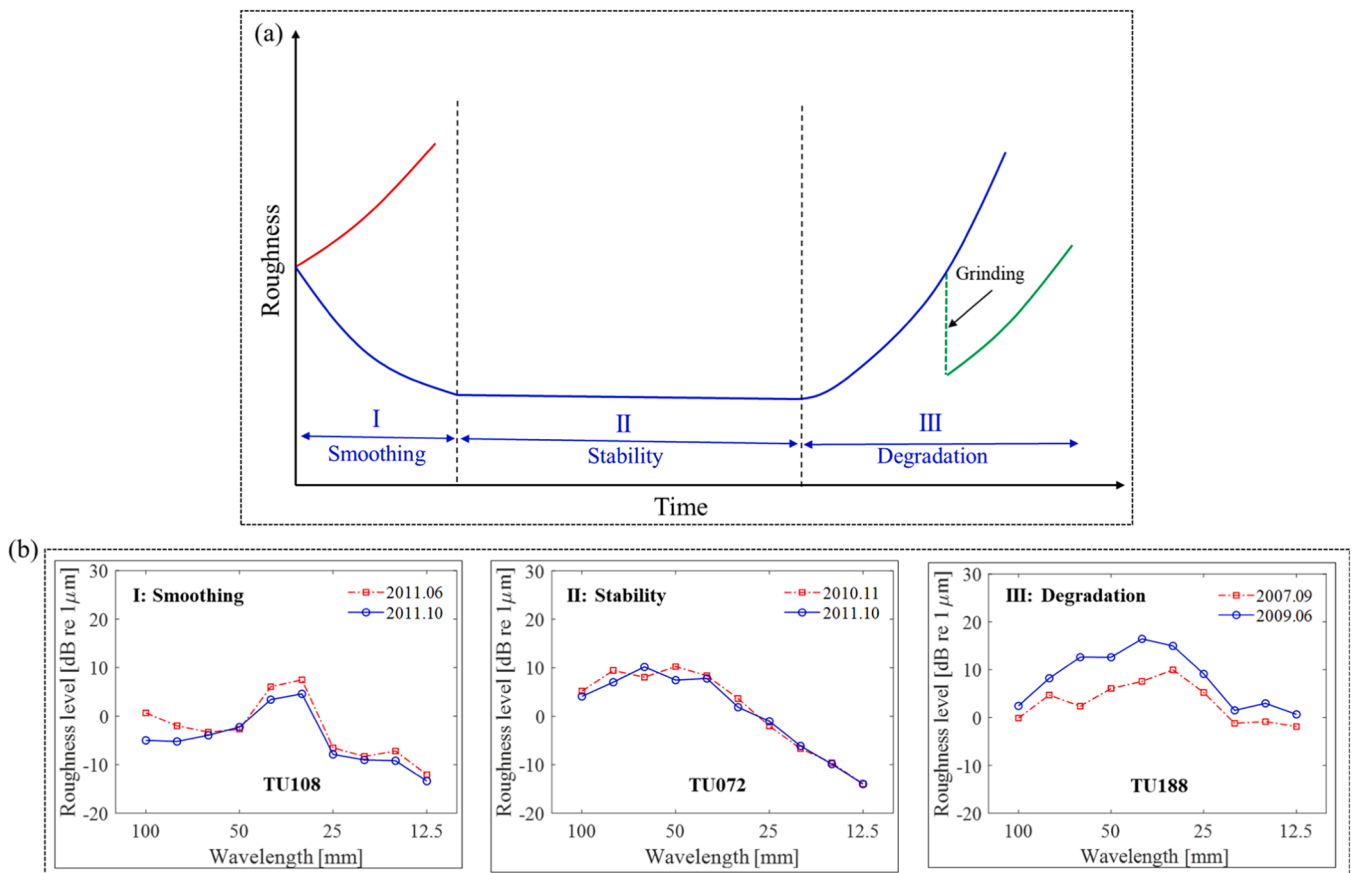 (a)
Roughness
Grinding
I
II
III
Smoothing
Stability
Degradation
Time
(b)
Roughness level [dB re 1μm]
30
20
10
0
-10
-20
I: Smoothing
2011.06
2011.10
TU108
100
50
25
12.5
Wavelength [mm]
Roughness level [dB re 1μm]
30
20
10
0
-10
-20
II: Stability
2010.11
2011.10
TU072
100
50
25
12.5
Wavelength [mm]
Roughness level [dB re 1 μm]
30
20
10
0
-10
-20
III: Degradation
2007.09
2009.06
TU188
100
50
25
12.5
Wavelength [mm]